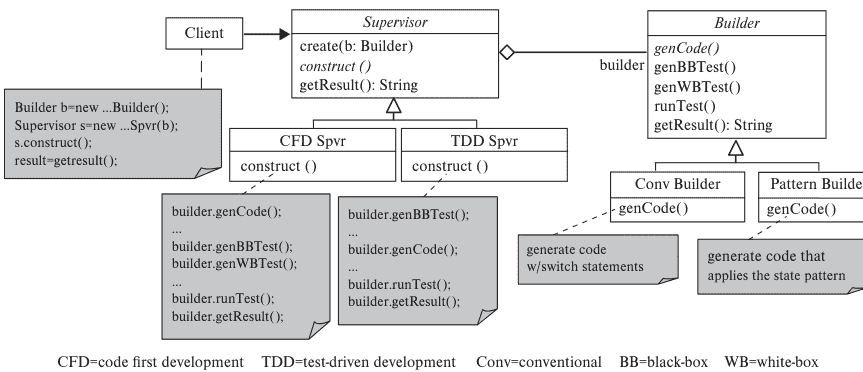 Client
Supervisor
create(b: Builder)
construct ()
getResult(): String
builder
Builder
genCode()
genBBTest()
genWBTest()
runTest()
getResult(): String
Builder b=new ...Builder();
Supervisor s=new ...Spvr(b);
s.construct();
result=getresult();
CFD Spvr
construct ()
TDD Spvr
construct ()
Conv Builder
genCode()
Pattern Builde
genCode()
builder.genCode();
...
builder.genBBTest();
builder.genWBTest();
...
builder.runTest();
builder.getResult();
builder.genBBTest();
...
builder.genCode();
...
builder.runTest();
builder.getResult();
generate code
w/switch statements
generate code that
applies the state pattern
CFD=code first development TDD=test-driven development Conv=conventional BB=black-box WB=white-box